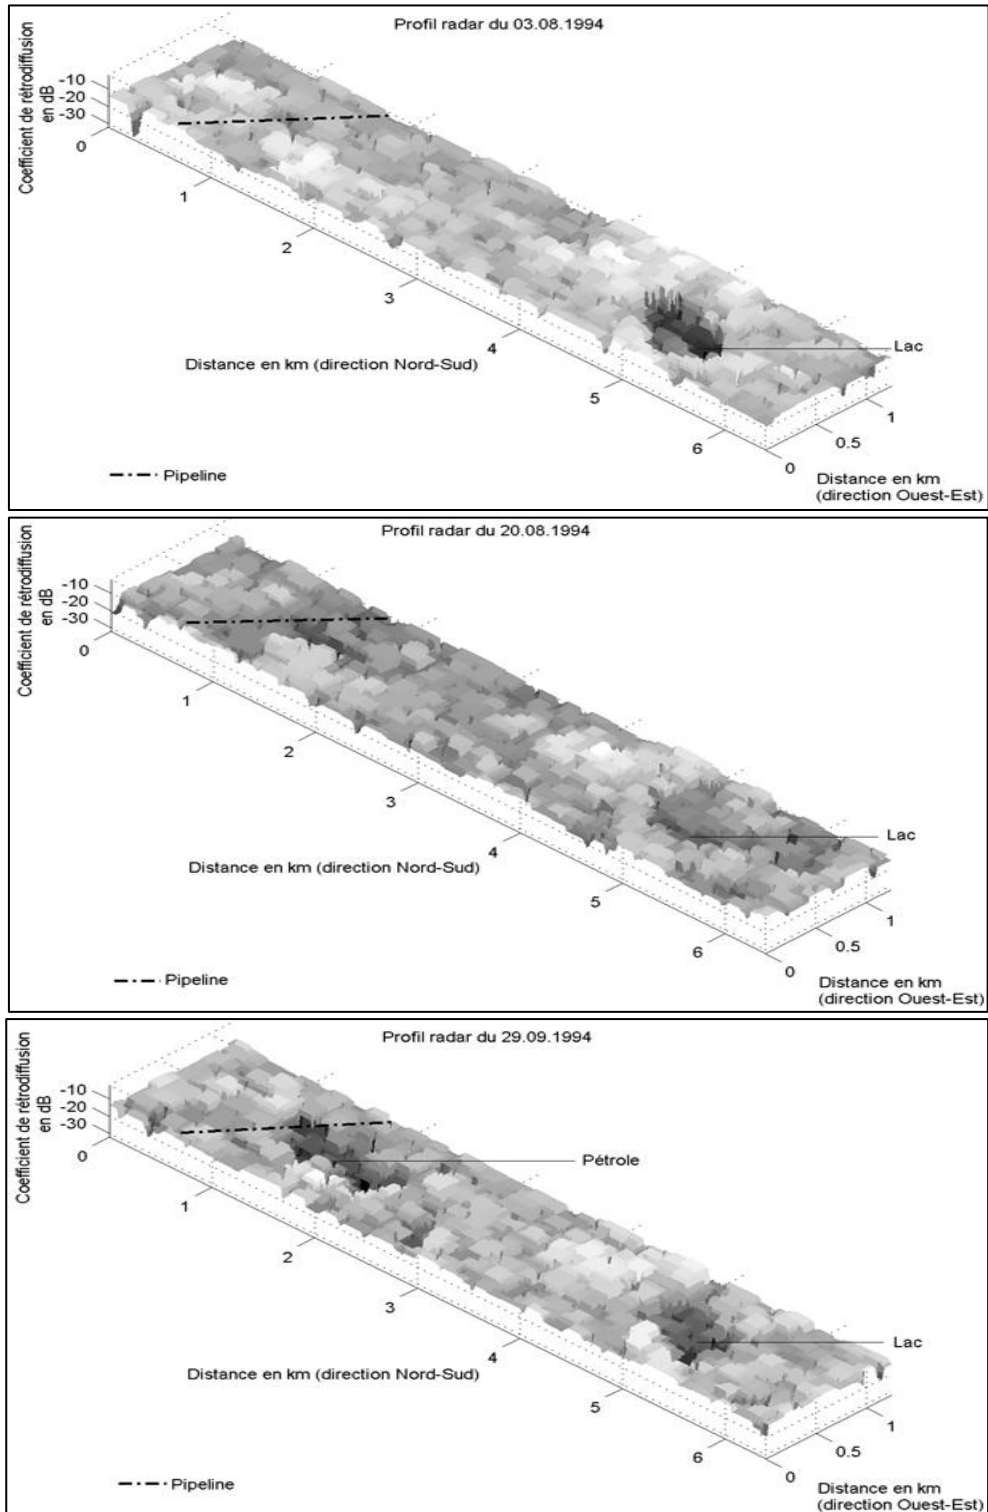 Profil radar du 03.08.1994
Coefficient de rétrodiffusion
en dB
-10
-20
-30
0
1
2
3
4
5
6
Lac
Distance en km (direction Nord-Sud)
0
0.5
1
Pipeline
Distance en km
(direction Ouest-Est)
Profil radar du 20.08.1994
Coefficient de rétrodiffusion
en dB
-10
-20
-30
0
1
2
3
4
5
6
Lac
Distance en km (direction Nord-Sud)
0
0.5
1
Pipeline
Distance en km
(direction Ouest-Est)
Profil radar du 29.09.1994
Coefficient de rétrodiffusion
en dB
-10
-20
-30
0
Pétrole
1
2
3
4
5
6
Lac
Distance en km (direction Nord-Sud)
0
0.5
1
Pipeline
Distance en km
(direction Ouest-Est)